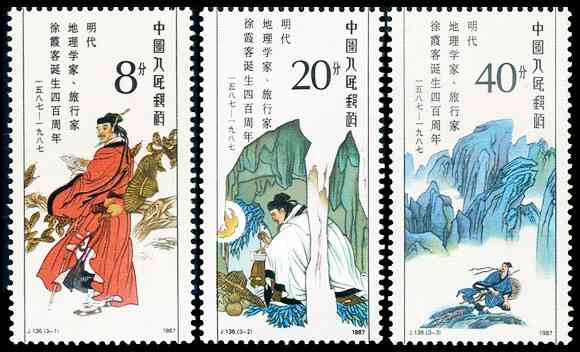 中國人民郵政
8分
明代
地理学家、旅行家
徐霞客诞生四百周年
一五八七—一九八七
J.136.(3-1) 1987
中國人民郵政
20分
明代
地理学家、旅行家
徐霞客诞生四百周年
一五八七—一九八七
J.136.(3-2) 1987
中國人民郵政
40分
明代
地理学家、旅行家
徐霞客诞生四百周年
一五八七—一九八七
J.136.(3-3) 1987